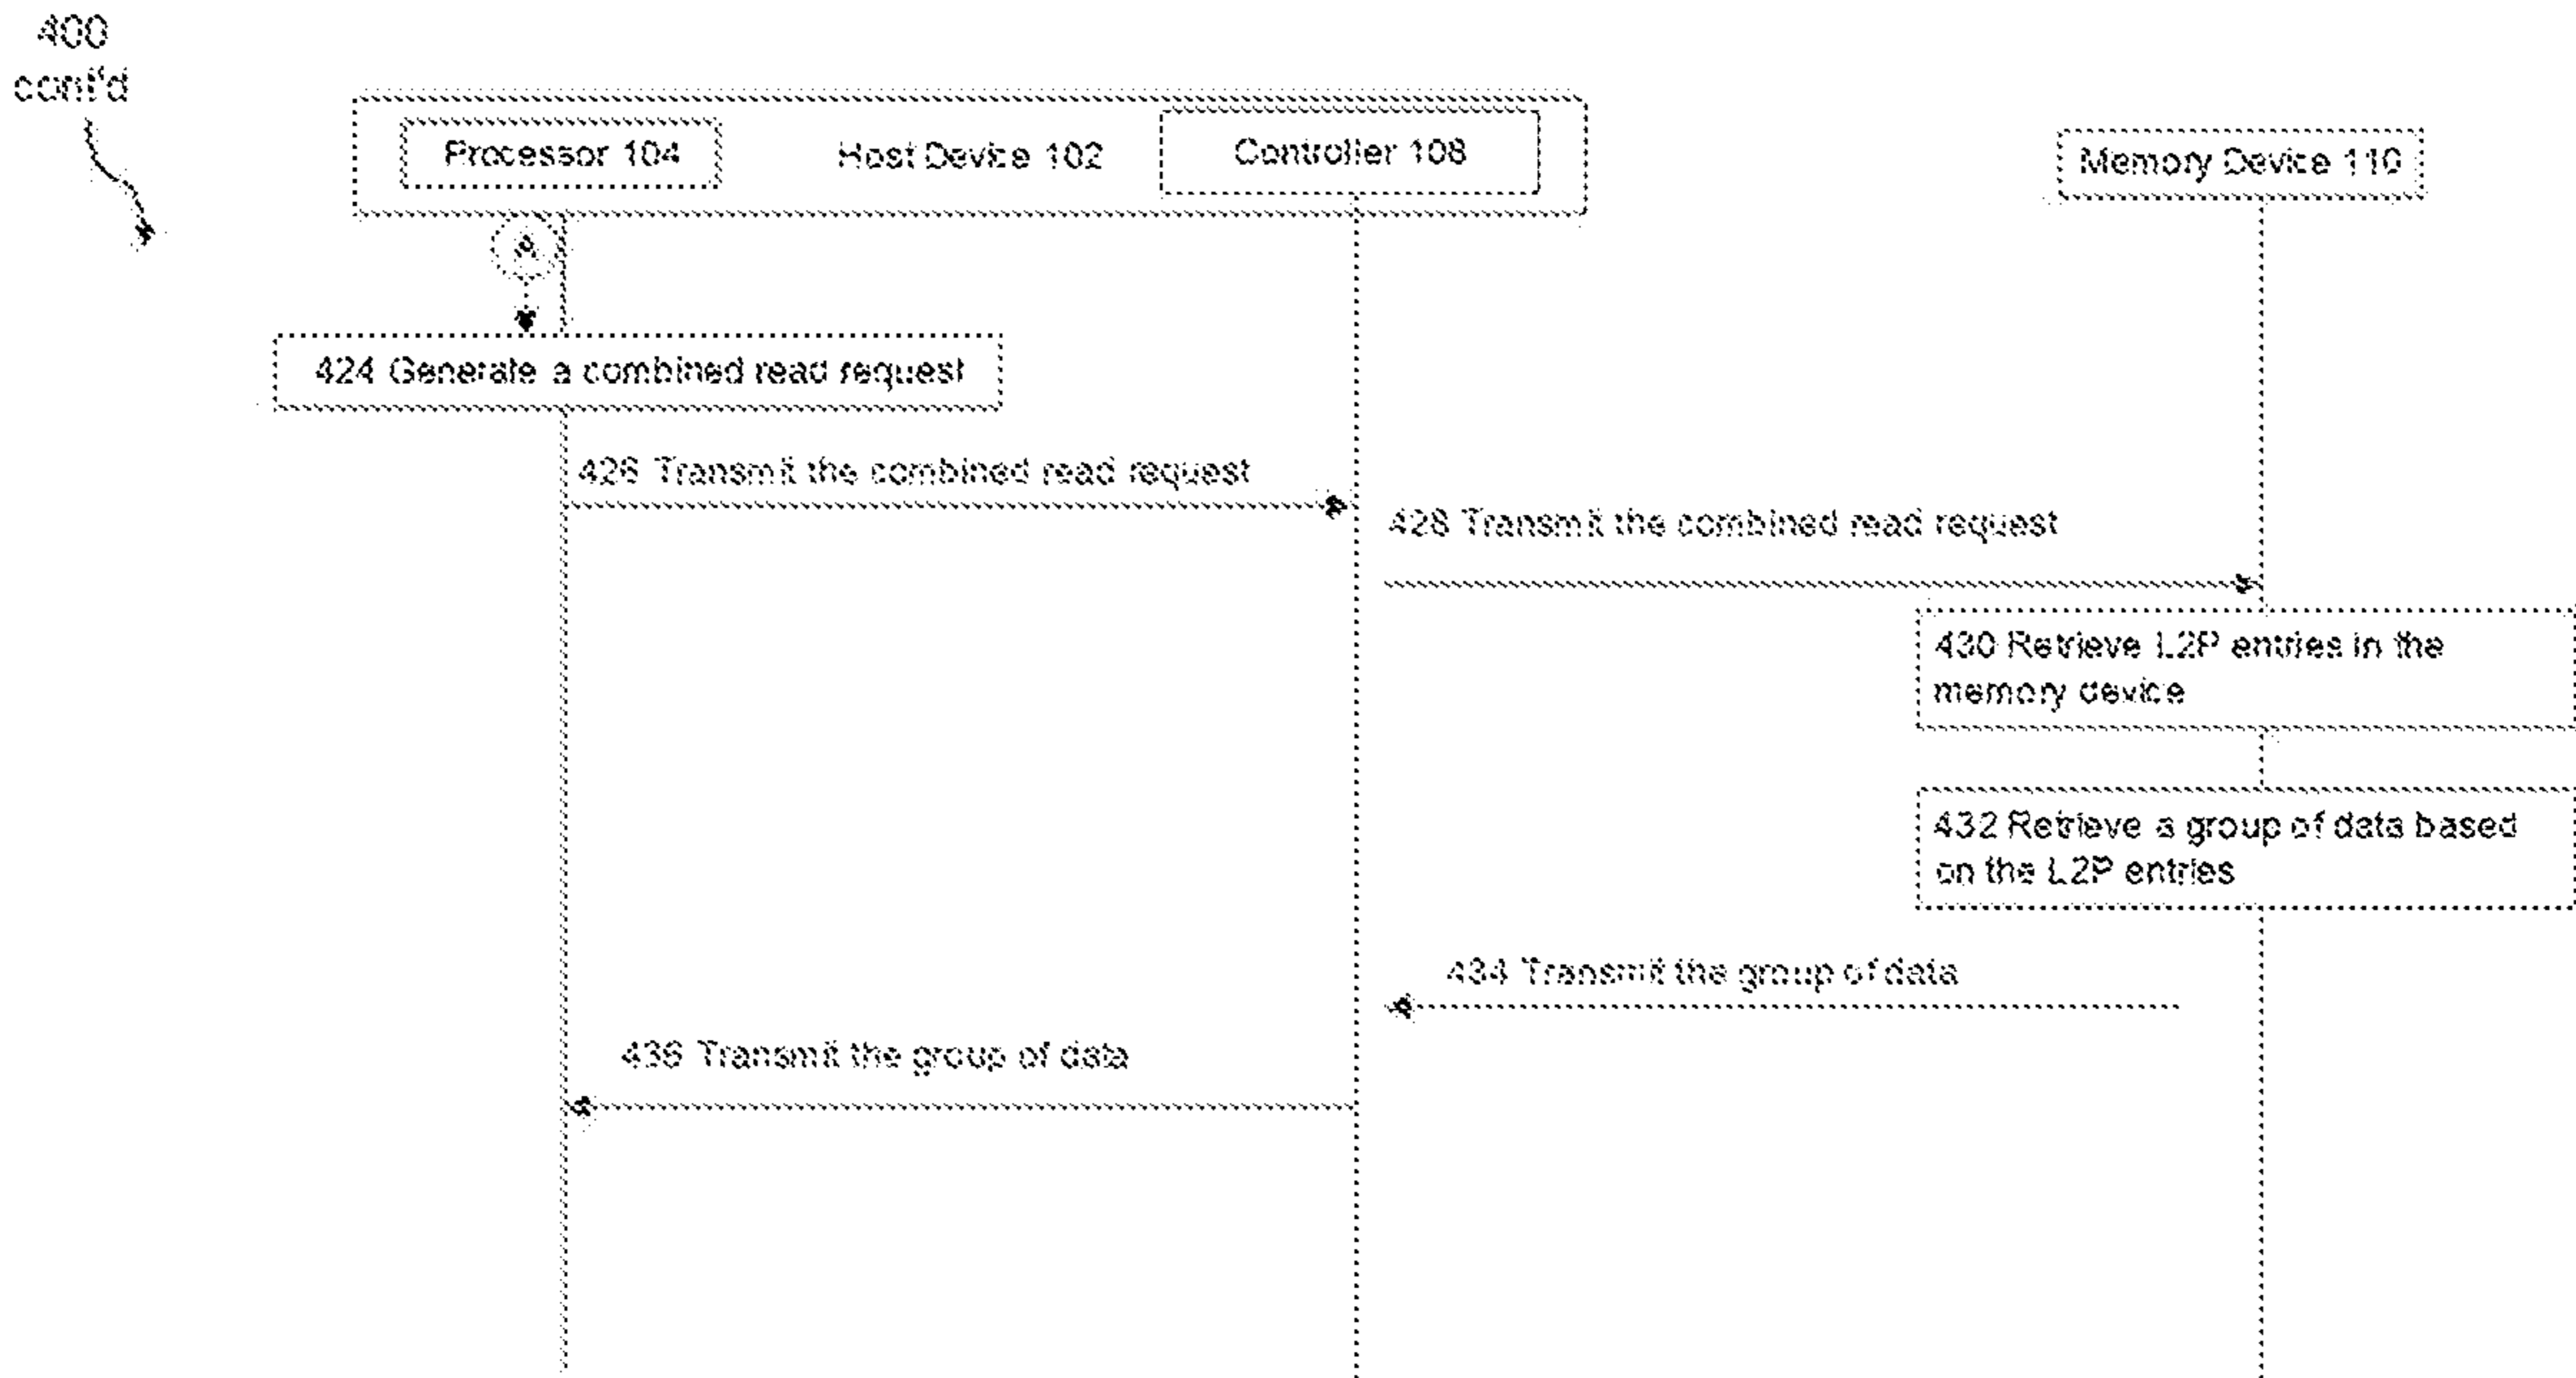 400
cont'd
Processor 104
Host Device 102
Controller 108
Memory Device 110
A
424 Generate a combined read request
426 Transmit the combined read request
428 Transmit the combined read request
430 Retrieve L2P entries in the
memory device
432 Retrieve a group of data based
on the L2P entries
434 Transmit the group of data
436 Transmit the group of data